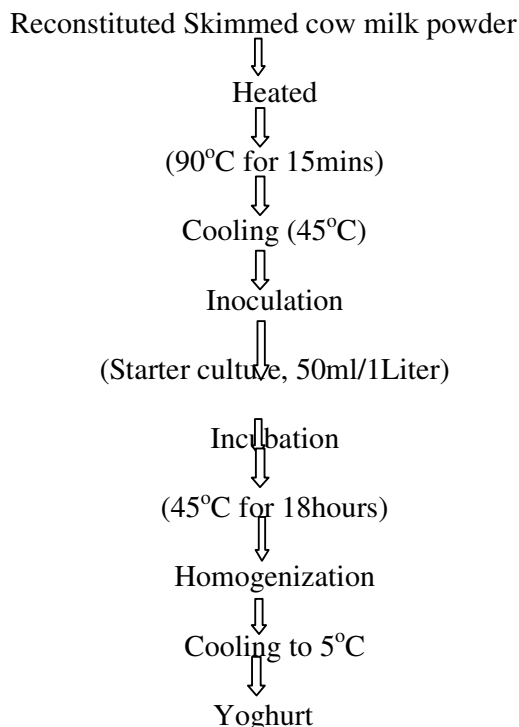 Reconstituted Skimmed cow milk powder
Heated
(90°C for 15mins)
Cooling (45°C)
Inoculation
(Starter culture, 50ml/1Liter)
Incubation
(45°C for 18hours)
Homogenization
Cooling to 5°C
Yoghurt